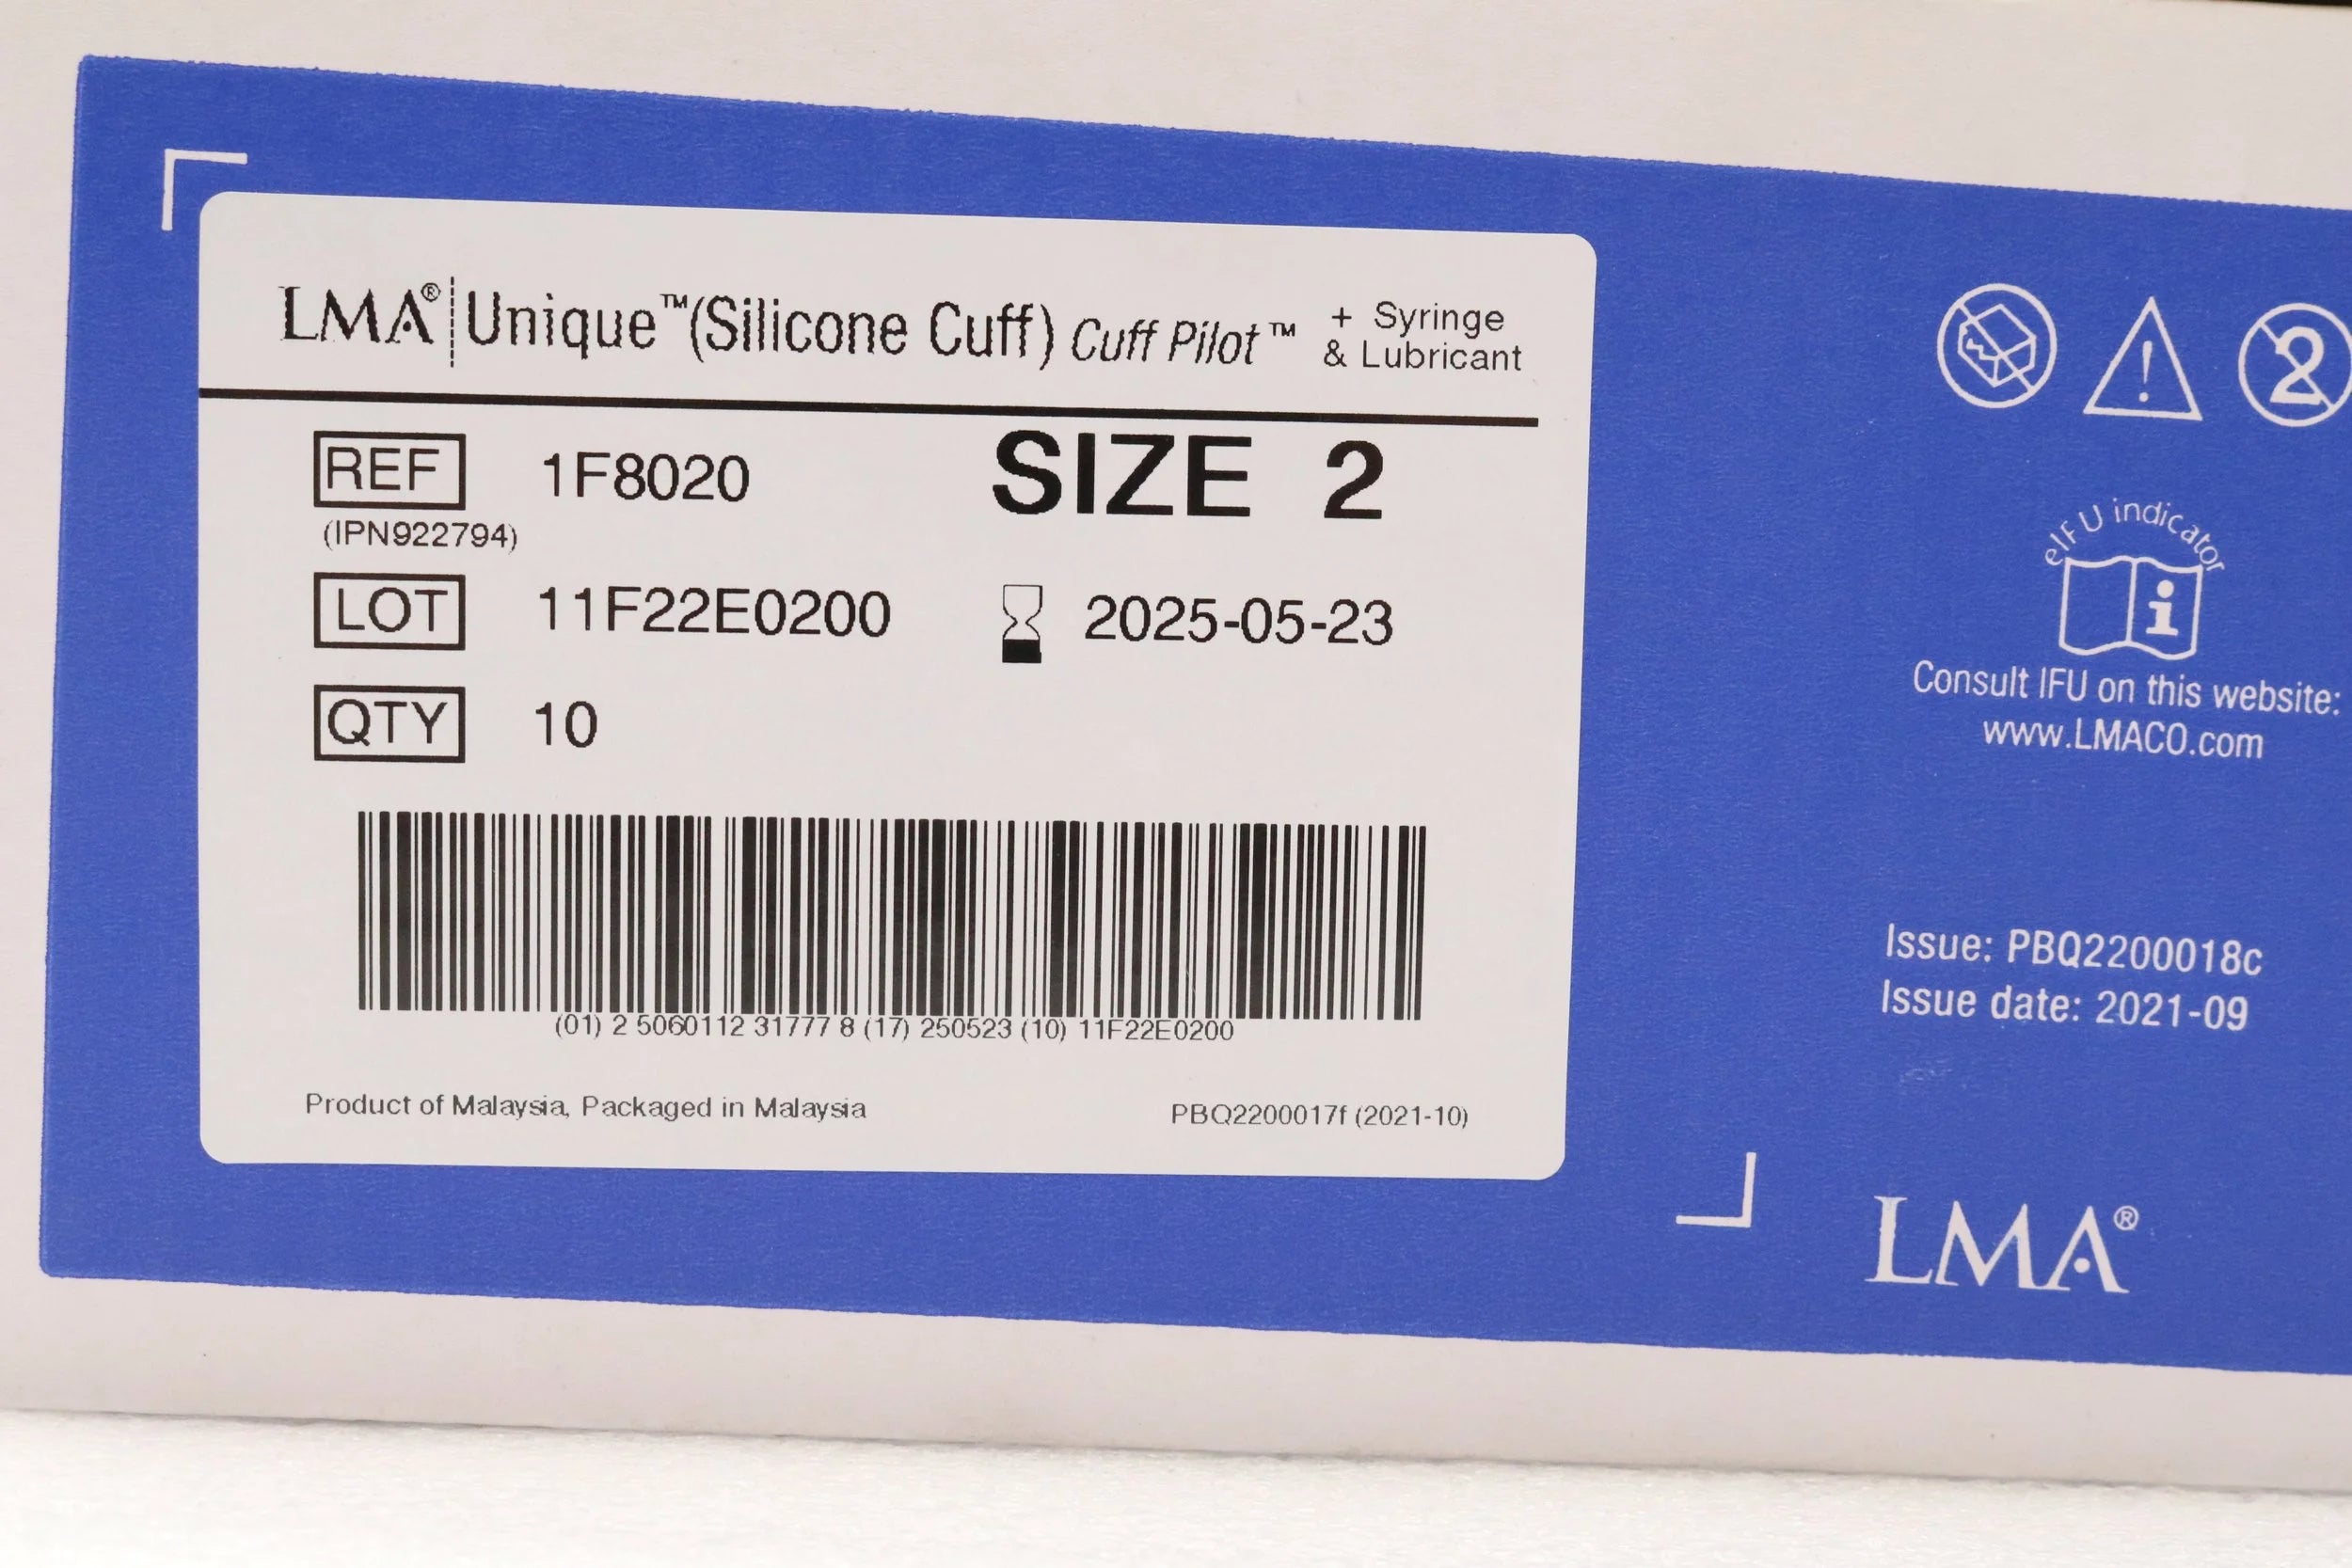 LMA® Unique™ (Silicone Cuff) Cuff Pilot™ + Syringe & Lubricant
REF 1F8020 SIZE 2
(IPN922794)
LOT 11F22E0200 2025-05-23
QTY 10
(01) 2 5060112 31777 8 (17) 250523 (10) 11F22E0200
Product of Malaysia, Packaged in Malaysia PBQ2200017f (2021-10)
2
eIFU indicator
i
Consult IFU on this website:
www.LMACO.com
Issue: PBQ2200018c
Issue date: 2021-09
LMA®